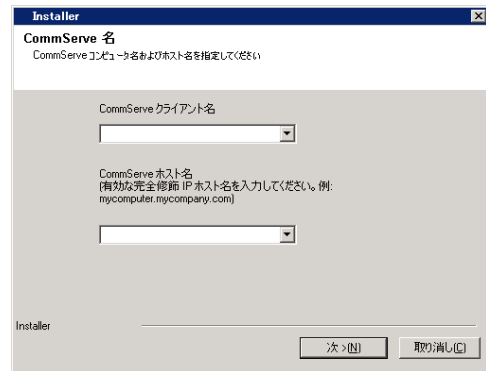 Installer
CommServe 名
CommServe コンピュータ名およびホスト名を指定してください
CommServe クライアント名
CommServe ホスト名
(有効な完全修飾 IP ホスト名を入力してください。例:
mycomputer.mycompany.com)
Installer
次 >(N)
取り消し(C)